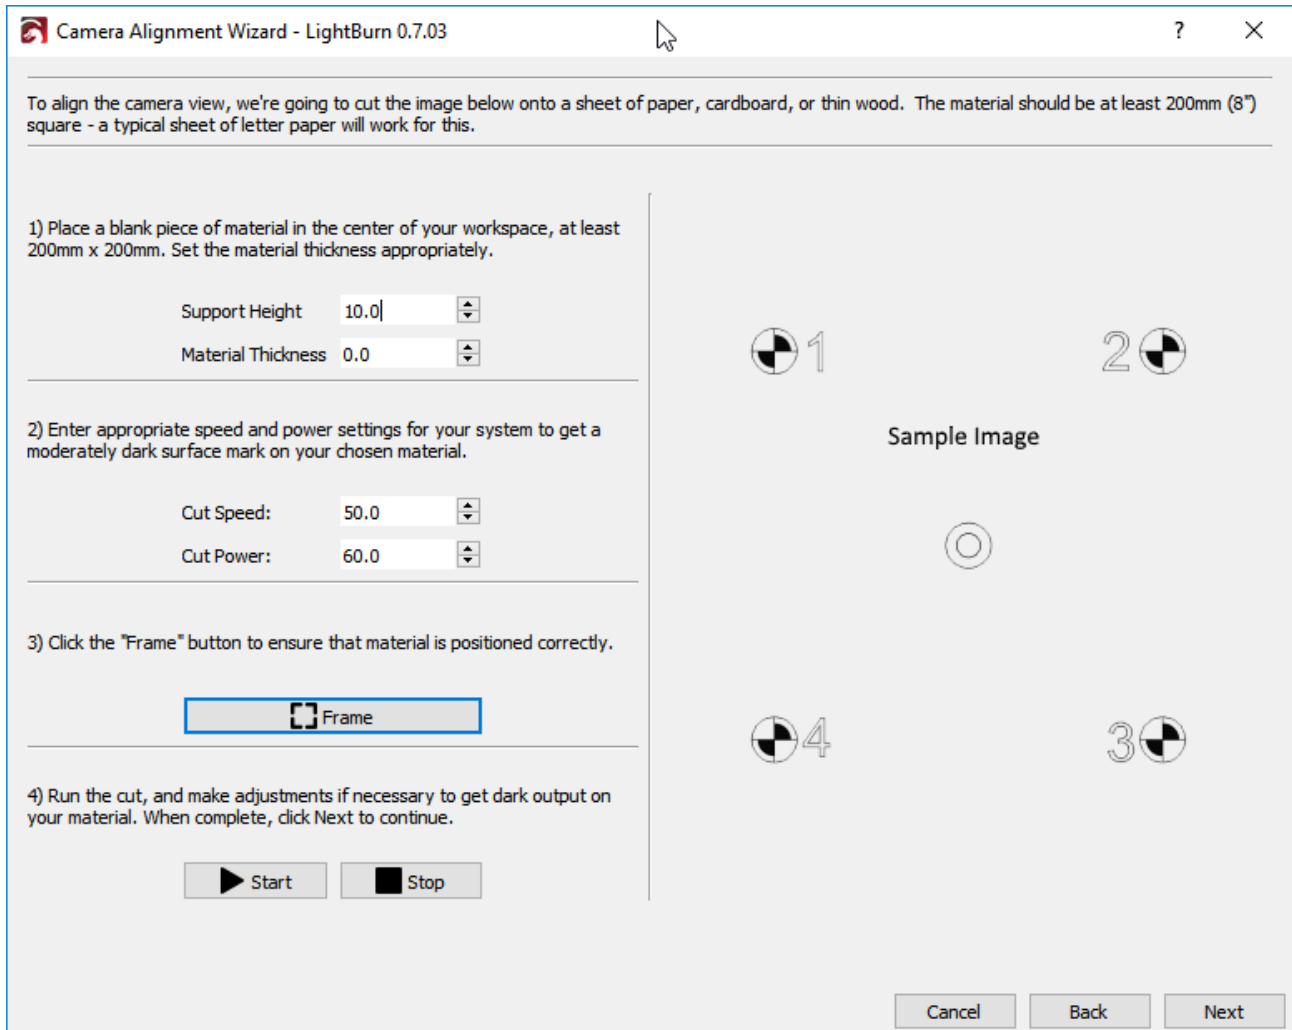 Camera Alignment Wizard - LightBurn 0.7.03
?
To align the camera view, we're going to cut the image below onto a sheet of paper, cardboard, or thin wood.  The material should be at least 200mm (8")
square - a typical sheet of letter paper will work for this.
1) Place a blank piece of material in the center of your workspace, at least
200mm x 200mm. Set the material thickness appropriately.
Support Height 10.0
Material Thickness 0.0
2) Enter appropriate speed and power settings for your system to get a
moderately dark surface mark on your chosen material.
Cut Speed: 50.0
Cut Power: 60.0
3) Click the "Frame" button to ensure that material is positioned correctly.
Frame
4) Run the cut, and make adjustments if necessary to get dark output on
your material. When complete, click Next to continue.
Start Stop
1 2
Sample Image
4 3
Cancel Back Next